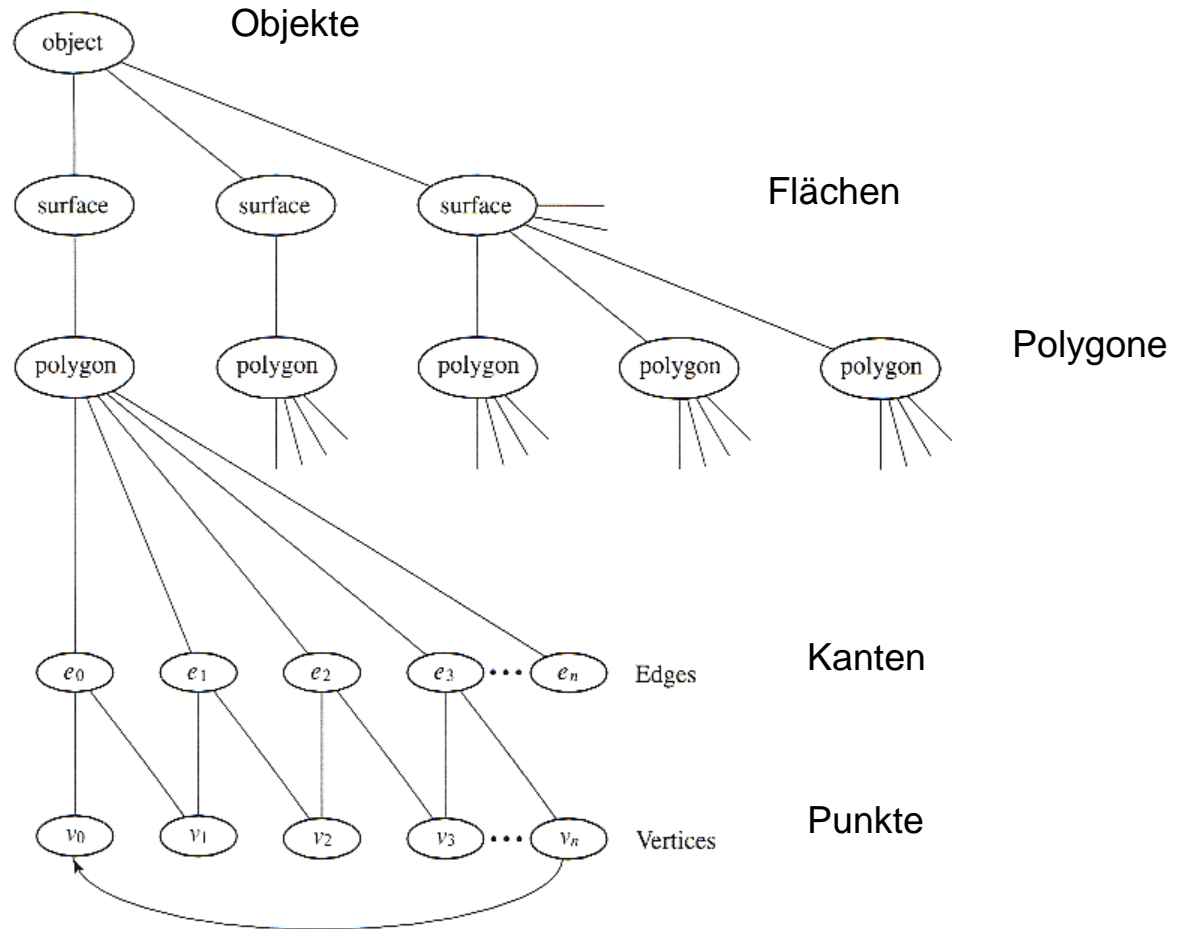 Objekte
object
surface surface surface
Flächen
polygon polygon polygon polygon polygon
Polygone
e0 e1 e2 e3 ••• en Edges
Kanten
v0 v1 v2 v3 ••• vn Vertices
Punkte